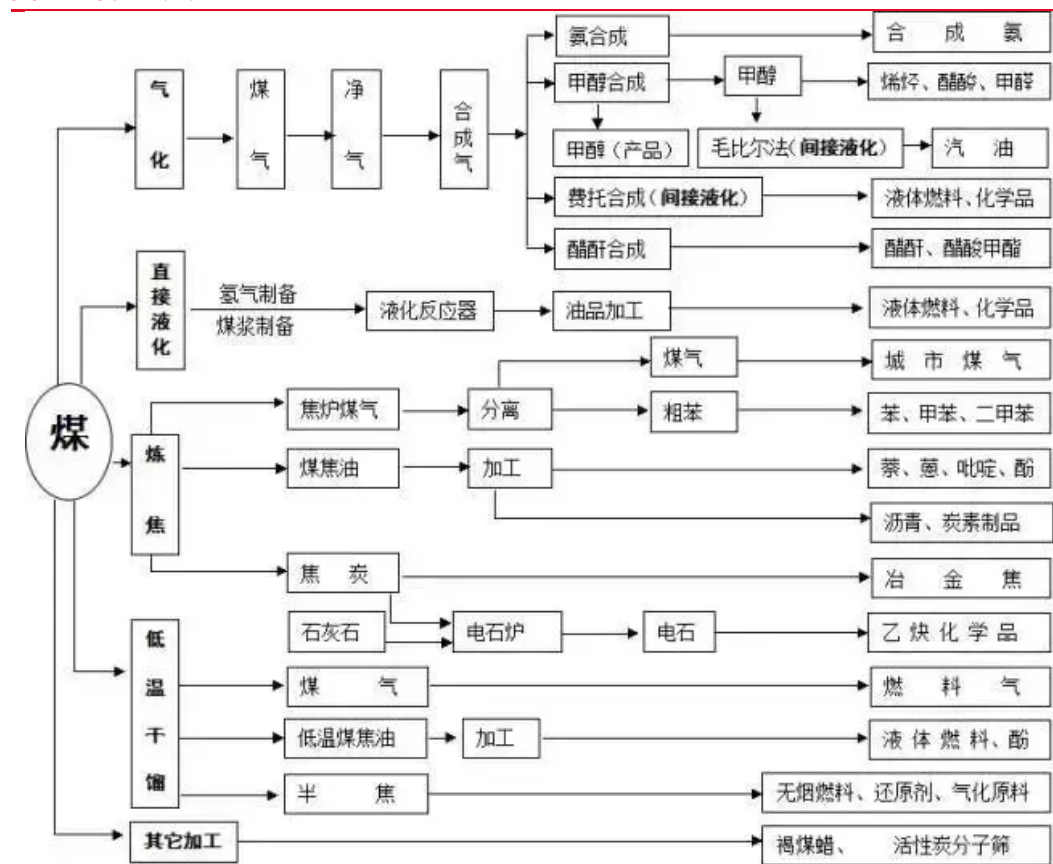 煤
气化
煤气
净气
合成气
氨合成
合成氨
甲醇合成
甲醇
烯烃、醋酸、甲醛
甲醇（产品）
毛比尔法（间接液化）
汽油
费托合成（间接液化）
液体燃料、化学品
醋酐合成
醋酐、醋酸甲酯
直接液化
氢气制备
煤浆制备
液化反应器
油品加工
液体燃料、化学品
炼焦
焦炉煤气
分离
煤气
城市煤气
粗苯
苯、甲苯、二甲苯
煤焦油
加工
萘、蒽、吡啶、酚
沥青、炭素制品
焦炭
冶金焦
石灰石
电石炉
电石
乙炔化学品
低温干馏
煤气
燃料气
低温煤焦油
加工
液体燃料、酚
半焦
无烟燃料、还原剂、气化原料
其它加工
褐煤蜡、 活性炭分子筛